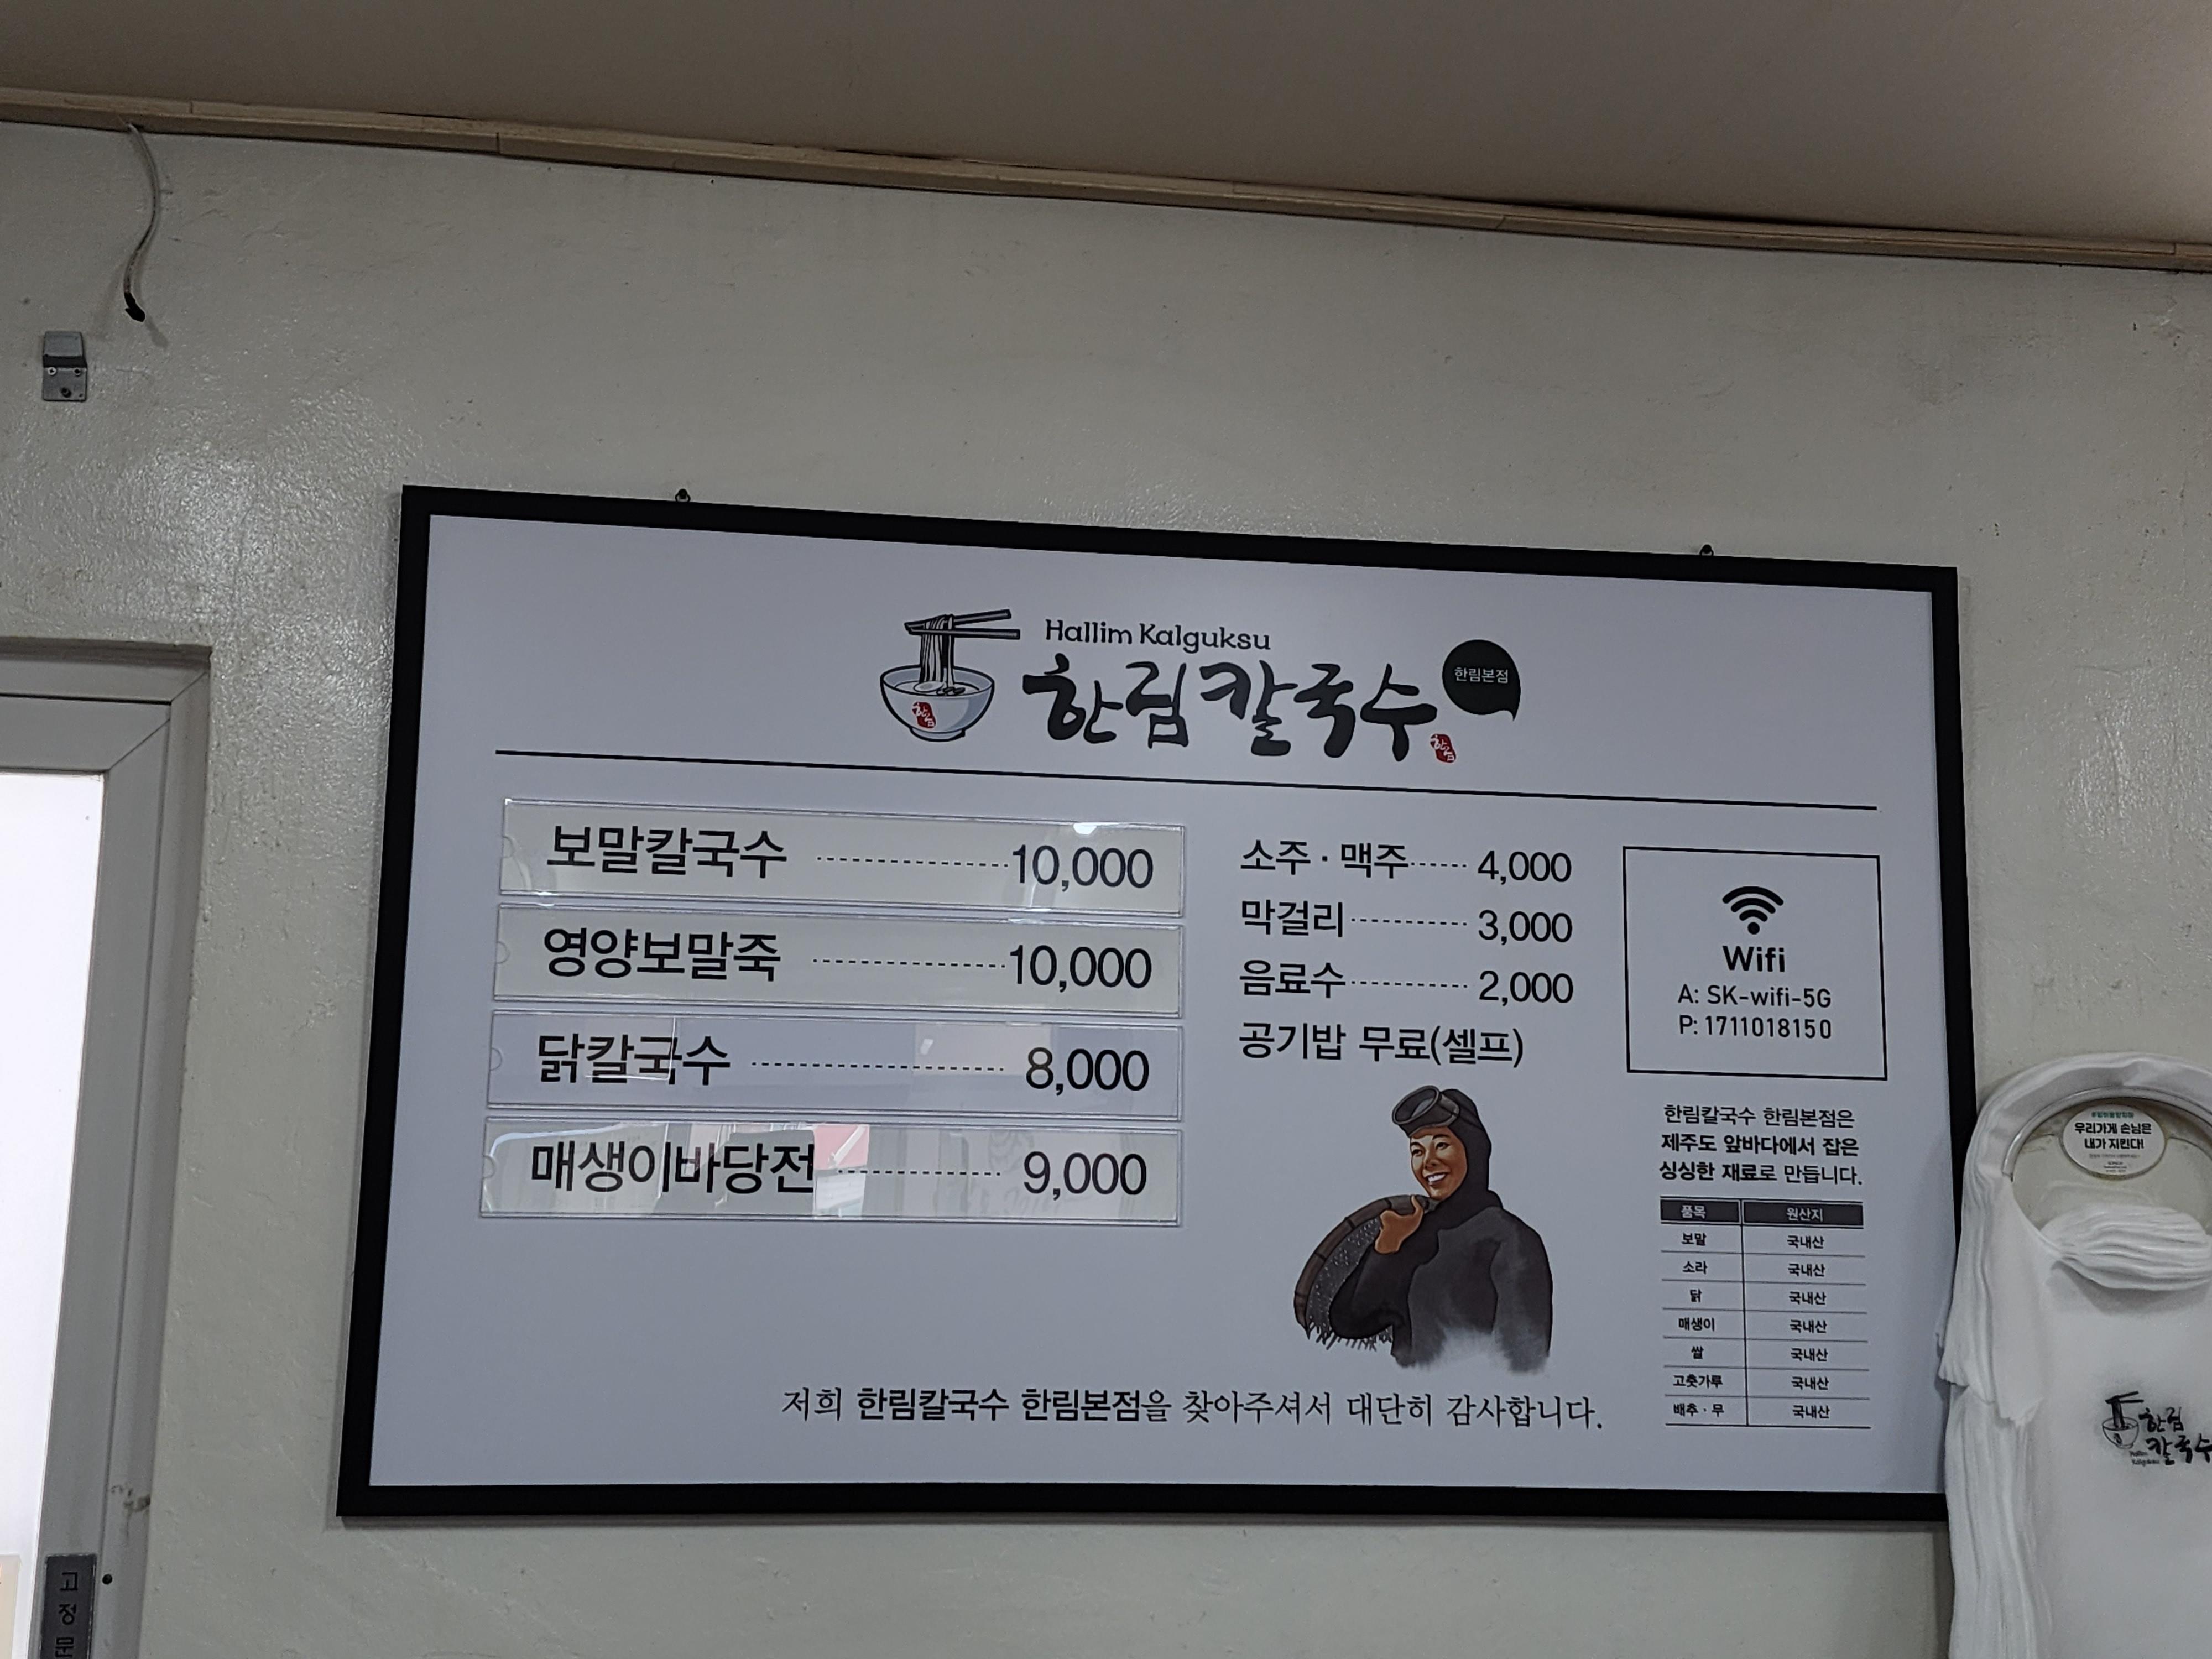 Hallim Kalguksu
한림칼국수
한림본점
한림
한림
보말칼국수 ---------- 10,000
영양보말죽 ---------- 10,000
닭칼국수 ---------- 8,000
매생이바당전 ---------- 9,000
소주 · 맥주 ------ 4,000
막걸리 ---------- 3,000
음료수 ---------- 2,000
공기밥 무료(셀프)
Wifi
A: SK-wifi-5G
P: 1711018150
한림칼국수 한림본점은
제주도 앞바다에서 잡은
싱싱한 재료로 만듭니다.
품목 원산지
보말 국내산
소라 국내산
닭 국내산
매생이 국내산
쌀 국내산
고춧가루 국내산
배추 · 무 국내산
저희 한림칼국수 한림본점을 찾아주셔서 대단히 감사합니다.
우리가게 손님은
내가 지킨다!
한림
칼국수
Hallim
Kalguksu
고
정
문